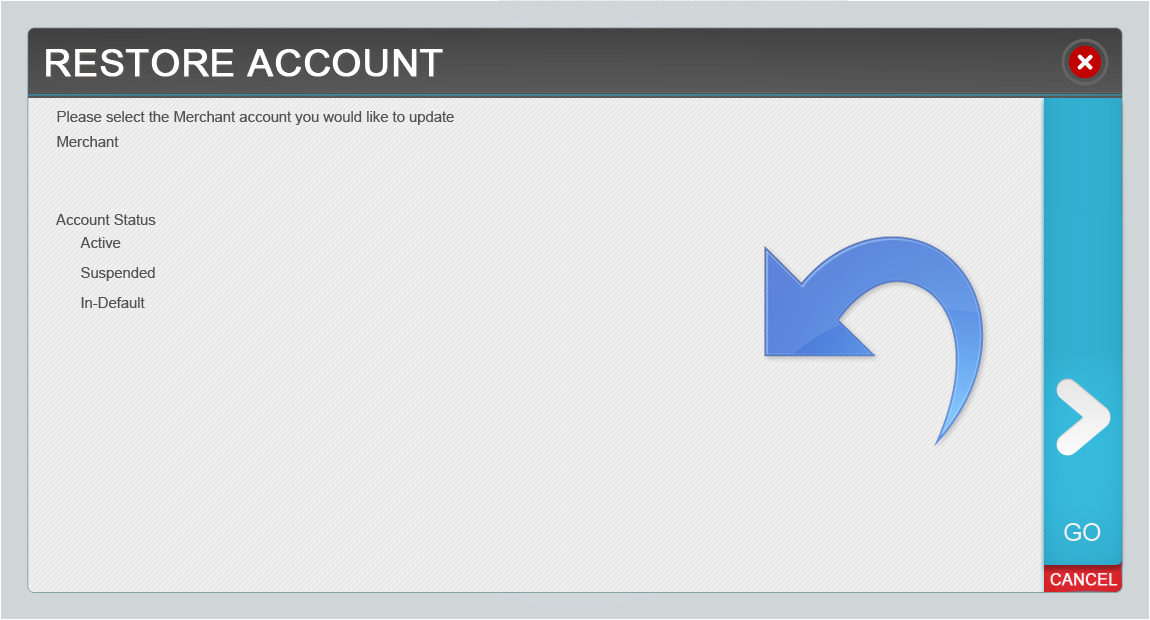 RESTORE ACCOUNT
Please select the Merchant account you would like to update
Merchant
Account Status
Active
Suspended
In-Default
GO
CANCEL